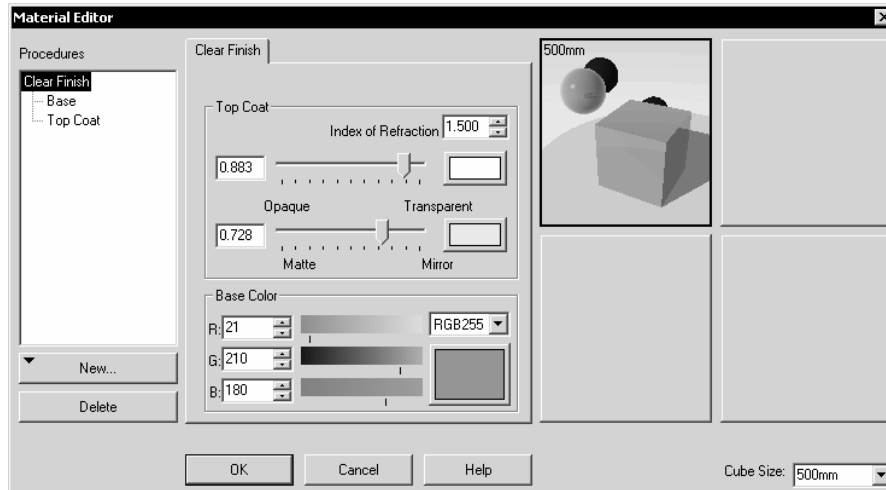 Material Editor
Procedures
Clear Finish
Base
Top Coat
New...
Delete
Clear Finish
Top Coat
Index of Refraction 1.500
0.883
Opaque Transparent
0.728
Matte Mirror
Base Color
R: 21 RGB255
G: 210
B: 180
OK Cancel Help
500mm
Cube Size: 500mm